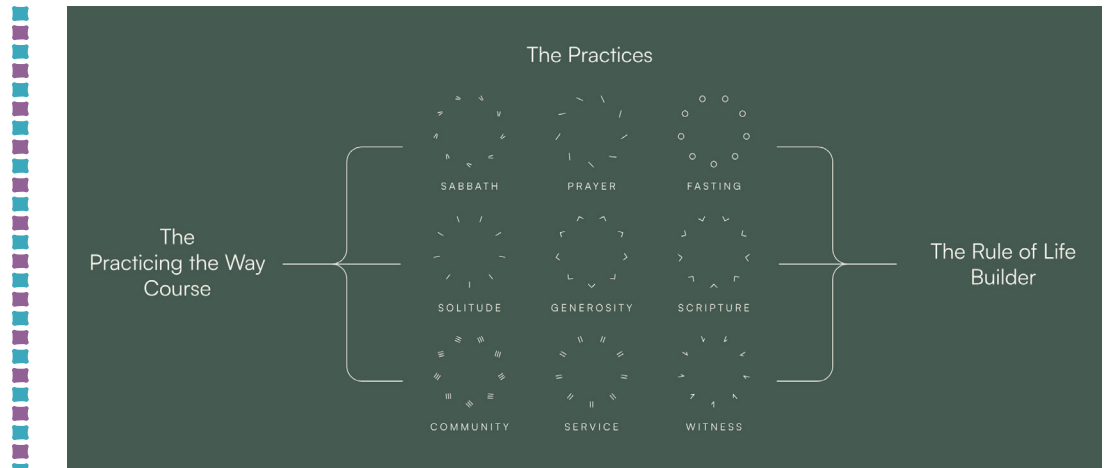 The Practices
SABBATH
PRAYER
FASTING
The
Practicing the Way
Course
SOLITUDE
GENEROSITY
SCRIPTURE
The Rule of Life
Builder
COMMUNITY
SERVICE
WITNESS